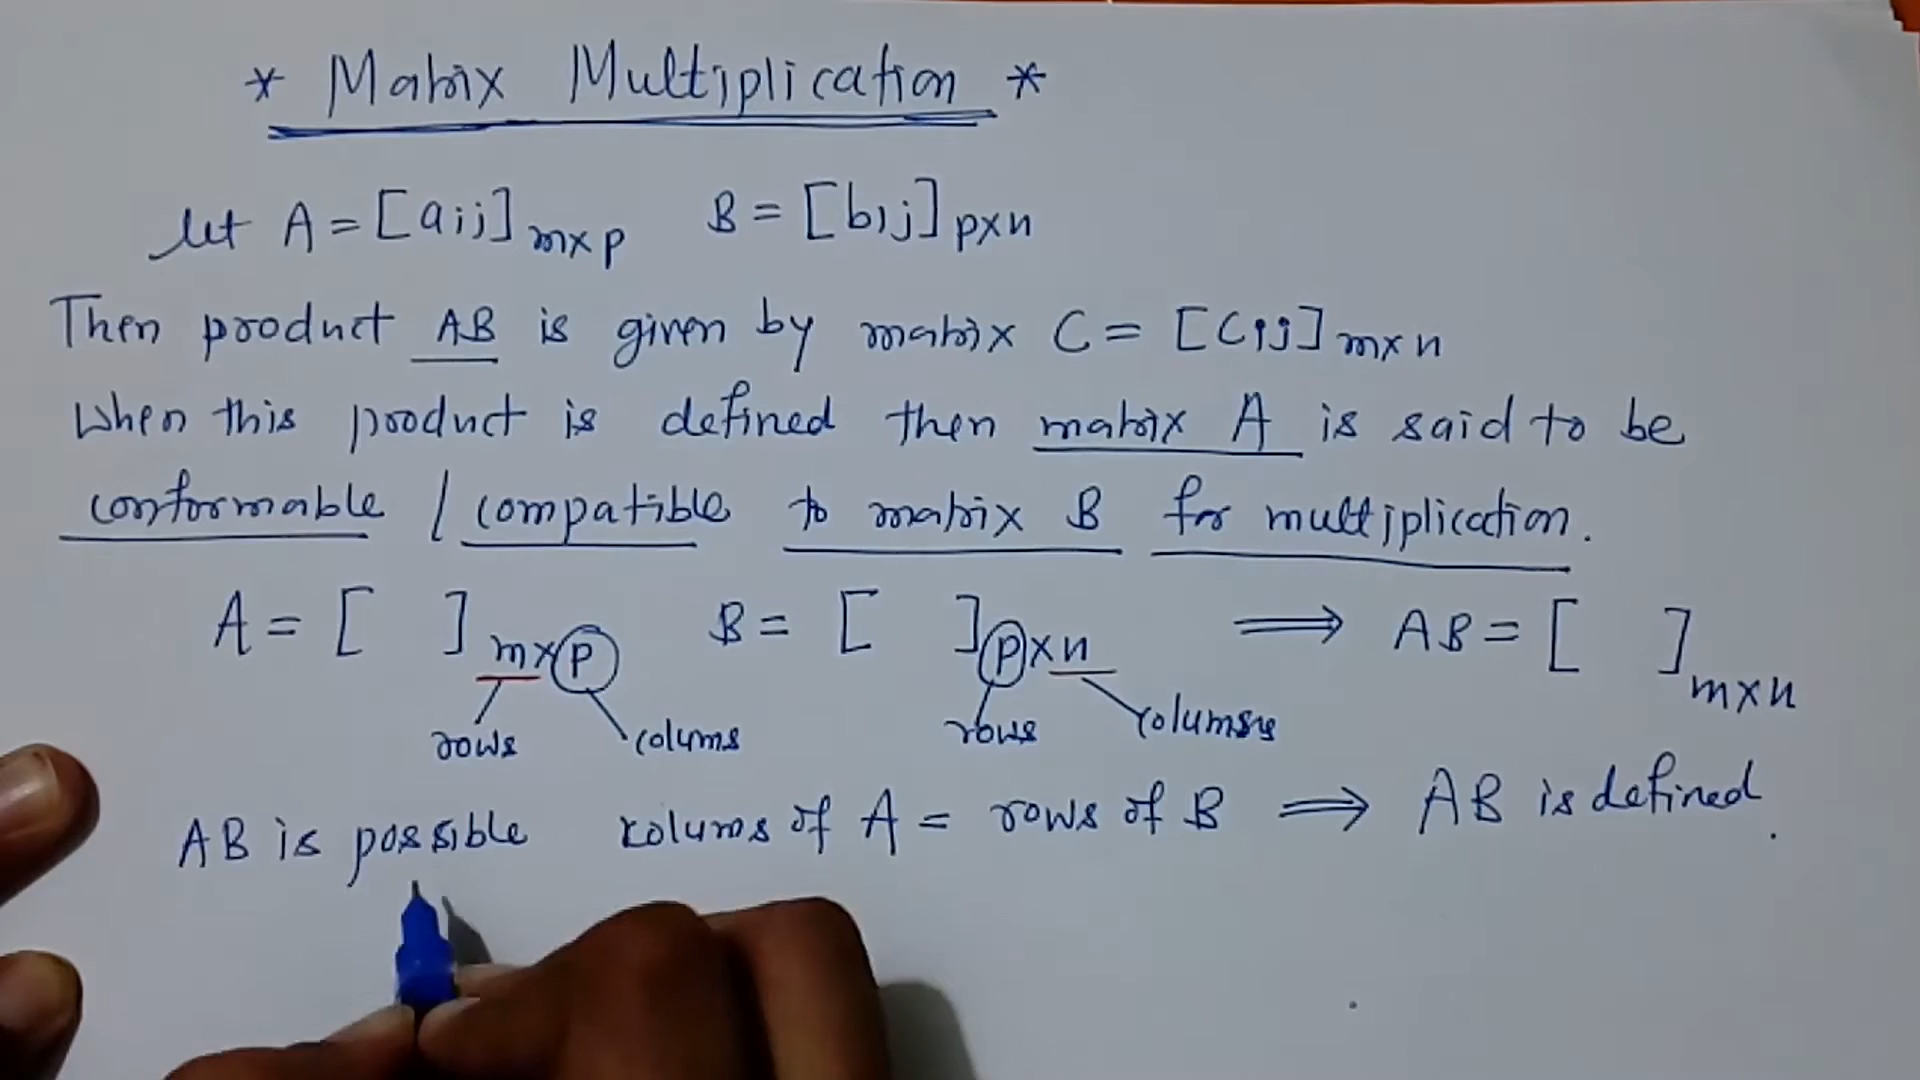 * Matrix Multiplication *
let A = [aij] m×p B = [bij] p×n
Then product AB is given by matrix C = [Cij] m×n
When this product is defined then matrix A is said to be
conformable / compatible to matrix B for multiplication.
A = [ ] m×p B = [ ] p×n ⟹ AB = [ ] m×n
rows colums rows columns
AB is possible colums of A = rows of B ⟹ AB is defined.